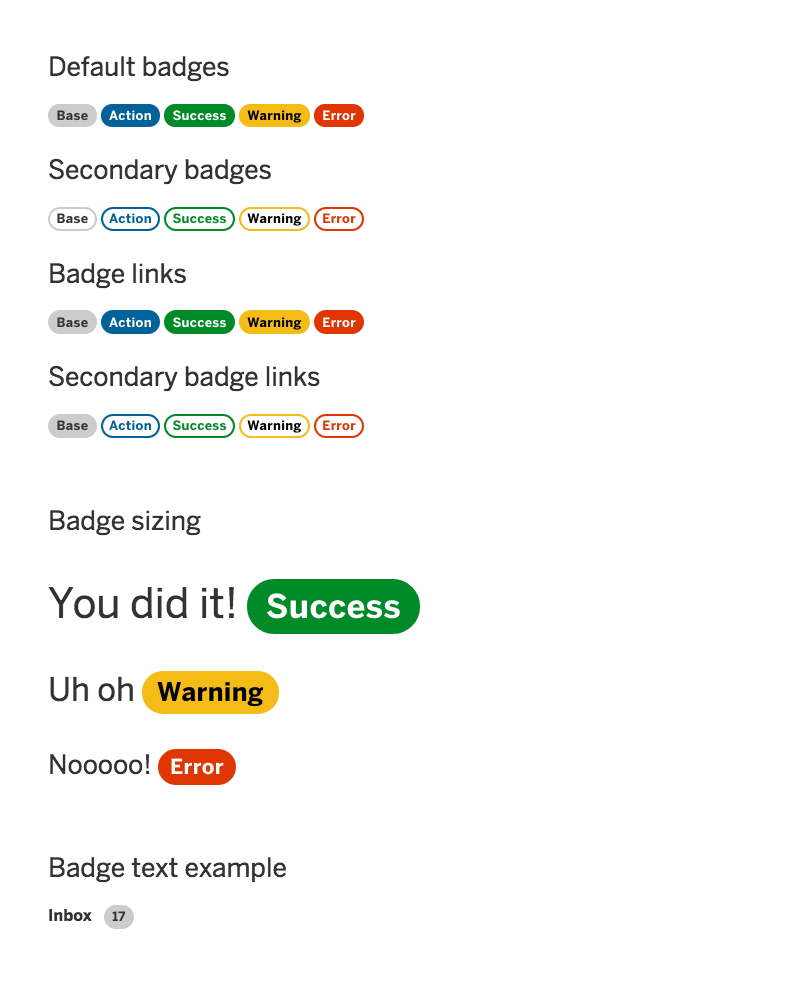 Default badges
Base Action Success Warning Error
Secondary badges
Base Action Success Warning Error
Badge links
Base Action Success Warning Error
Secondary badge links
Base Action Success Warning Error
Badge sizing
You did it! Success
Uh oh Warning
Nooooo! Error
Badge text example
Inbox 17